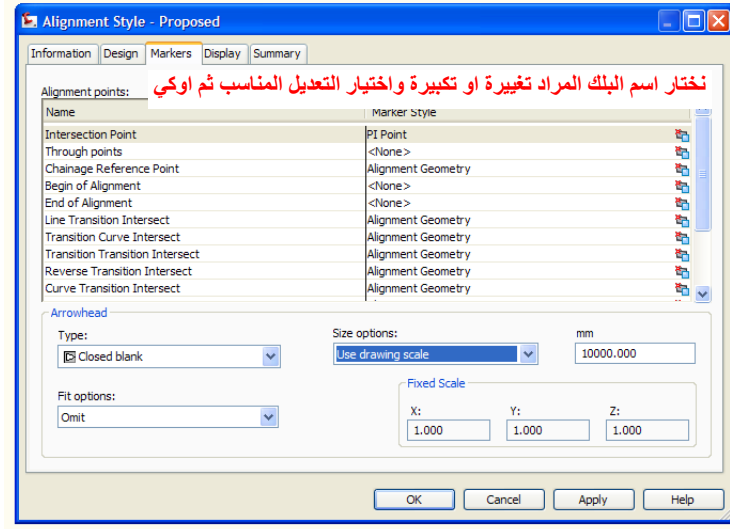 Alignment Style - Proposed
Information Design Markers Display Summary
نختار اسم البلك المراد تغييرة او تكبيرة واختيار التعديل المناسب ثم اوكي
Alignment points:
Name Marker Style
Intersection Point PI Point
Through points <None>
Chainage Reference Point Alignment Geometry
Begin of Alignment <None>
End of Alignment <None>
Line Transition Intersect Alignment Geometry
Transition Curve Intersect Alignment Geometry
Transition Transition Intersect Alignment Geometry
Reverse Transition Intersect Alignment Geometry
Curve Transition Intersect Alignment Geometry
Arrowhead
Type: Size options: mm
Closed blank Use drawing scale 10000.000
Fit options: Fixed Scale
Omit X: Y: Z:
1.000 1.000 1.000
OK Cancel Apply Help